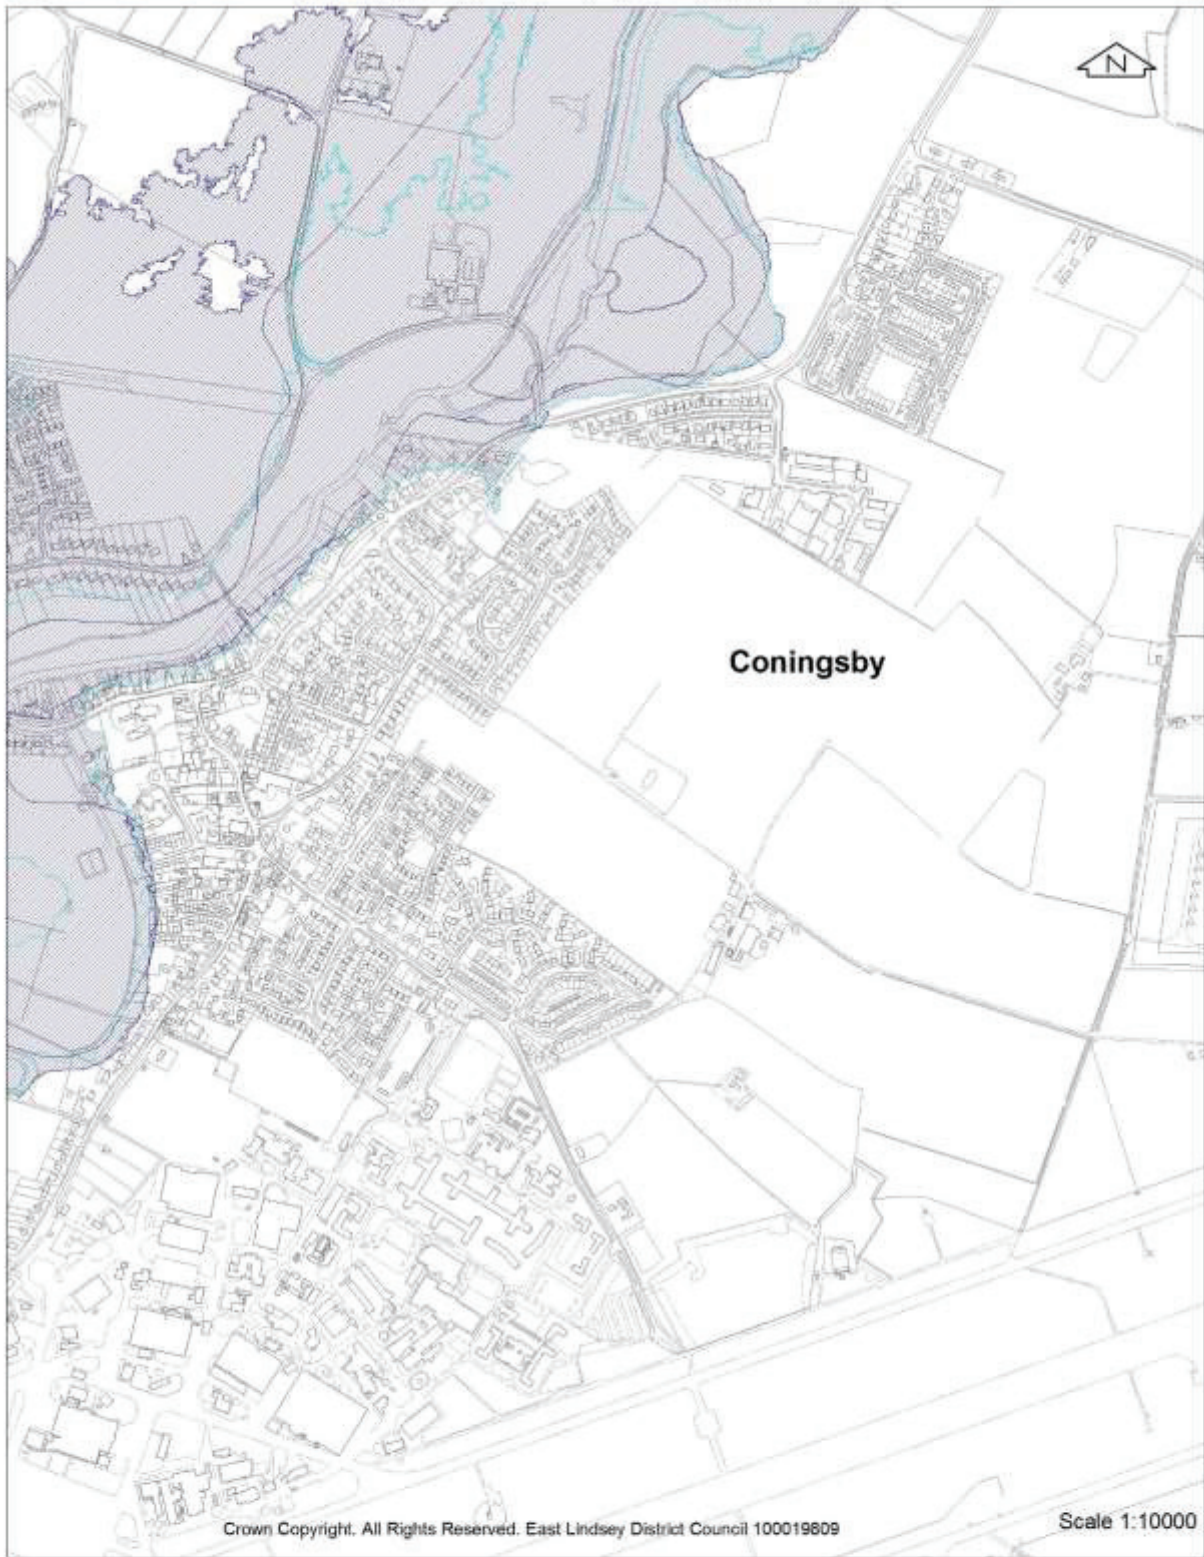 N
Coningsby
Crown Copyright. All Rights Reserved. East Lindsey District Council 100019809
Scale 1:10000